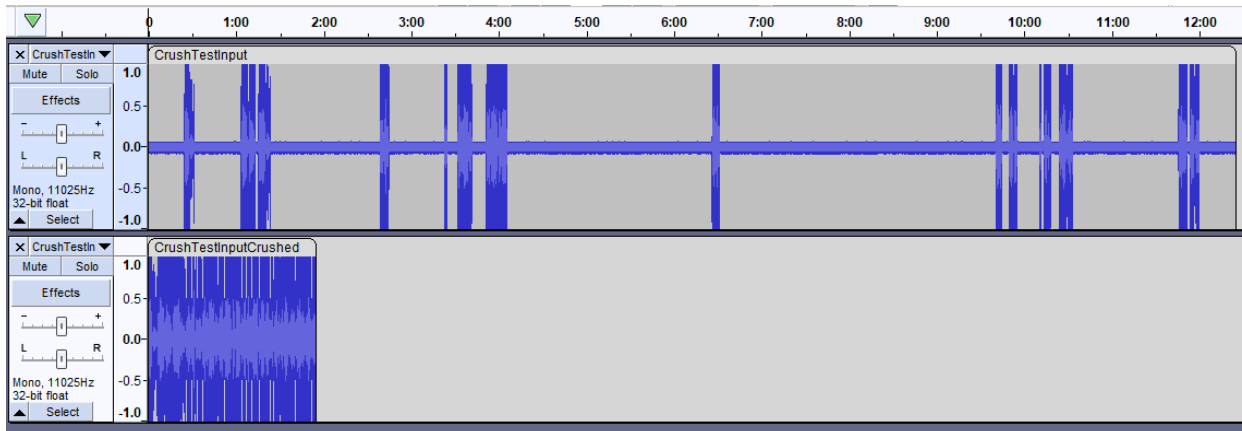 0 1:00 2:00 3:00 4:00 5:00 6:00 7:00 8:00 9:00 10:00 11:00 12:00
× CrushTestIn CrushTestInput
Mute Solo 1.0
Effects 0.5
- + 0.0
L R
Mono, 11025Hz -0.5
32-bit float
Select -1.0
× CrushTestIn CrushTestInputCrushed
Mute Solo 1.0
Effects 0.5
- + 0.0
L R
Mono, 11025Hz -0.5
32-bit float
Select -1.0